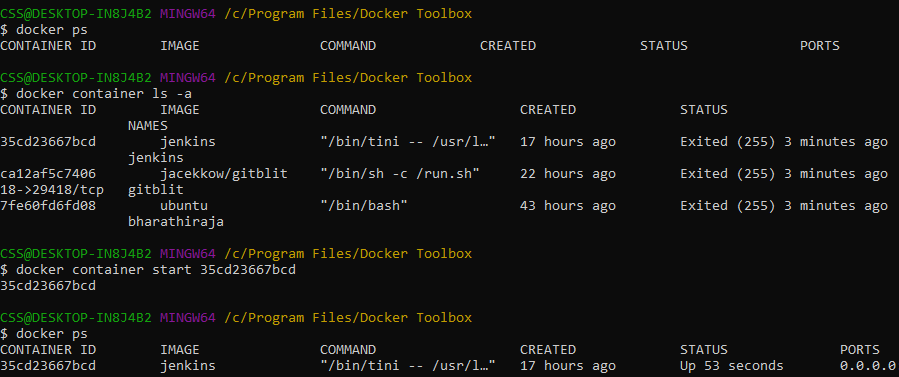 CSS@DESKTOP-IN8J4B2 MINGW64 /c/Program Files/Docker Toolbox
$ docker ps
CONTAINER ID        IMAGE               COMMAND             CREATED             STATUS              PORTS
CSS@DESKTOP-IN8J4B2 MINGW64 /c/Program Files/Docker Toolbox
$ docker container ls -a
CONTAINER ID        IMAGE               COMMAND                  CREATED             STATUS
                NAMES
35cd23667bcd        jenkins             "/bin/tini -- /usr/l…"   17 hours ago        Exited (255) 3 minutes ago
                jenkins
ca12af5c7406        jacekkow/gitblit    "/bin/sh -c /run.sh"     22 hours ago        Exited (255) 3 minutes ago
18->29418/tcp   gitblit
7fe60fd6fd08        ubuntu              "/bin/bash"              43 hours ago        Exited (255) 3 minutes ago
                bharathiraja
CSS@DESKTOP-IN8J4B2 MINGW64 /c/Program Files/Docker Toolbox
$ docker container start 35cd23667bcd
35cd23667bcd
CSS@DESKTOP-IN8J4B2 MINGW64 /c/Program Files/Docker Toolbox
$ docker ps
CONTAINER ID        IMAGE               COMMAND                  CREATED             STATUS              PORTS
35cd23667bcd        jenkins             "/bin/tini -- /usr/l…"   17 hours ago        Up 53 seconds       0.0.0.0